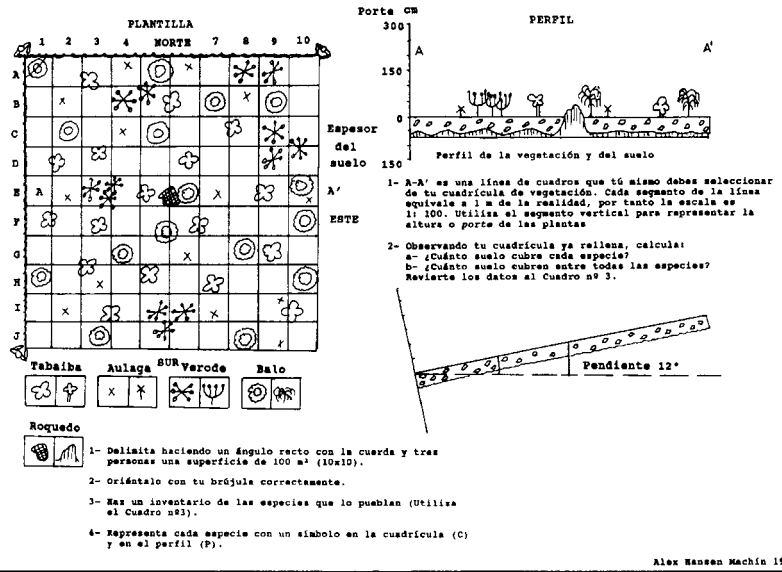 PLANTILLA
1 2 3 4 NORTE 7 8 9 10
A
B
C
D
E A A'
F
G
H
I
J
ESTE
SUR
Porte cm
300
150
0
150
PERFIL
A A'
Espesor
del
suelo
Perfil de la vegetación y del suelo
1- A-A' es una línea de cuadros que tú mismo debes seleccionar
de tu cuadrícula de vegetación. Cada segmento de la línea
equivale a 1 m de la realidad, por tanto la escala es
1: 100. Utiliza el segmento vertical para representar la
altura o porte de las plantas
2- Observando tu cuadrícula ya rellena, calcula:
a- ¿Cuánto suelo cubre cada especie?
b- ¿Cuánto suelo cubren entre todas las especies?
Revierte los datos al Cuadro nº 3.
Pendiente 12°
Tabaiba Aulaga Verode Balo
Roquedo
1- Delimita haciendo un ángulo recto con la cuerda y tres
personas una superficie de 100 m² (10x10).
2- Oriéntalo con tu brújula correctamente.
3- Haz un inventario de las especies que lo pueblan (Utiliza
el Cuadro nº3).
4- Representa cada especie con un símbolo en la cuadrícula (C)
y en el perfil (P).
Alex Hansen Machín